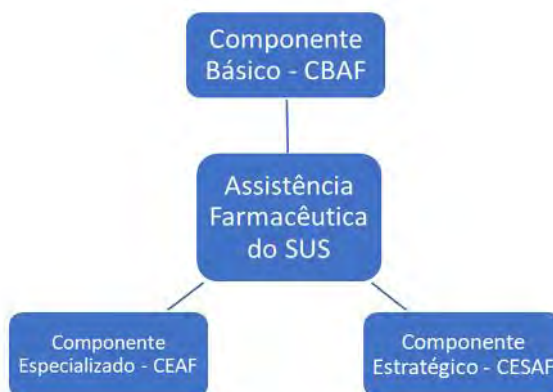 Componente
Básico - CBAF
Assistência
Farmacêutica
do SUS
Componente
Especializado - CEAF
Componente
Estratégico - CESAF